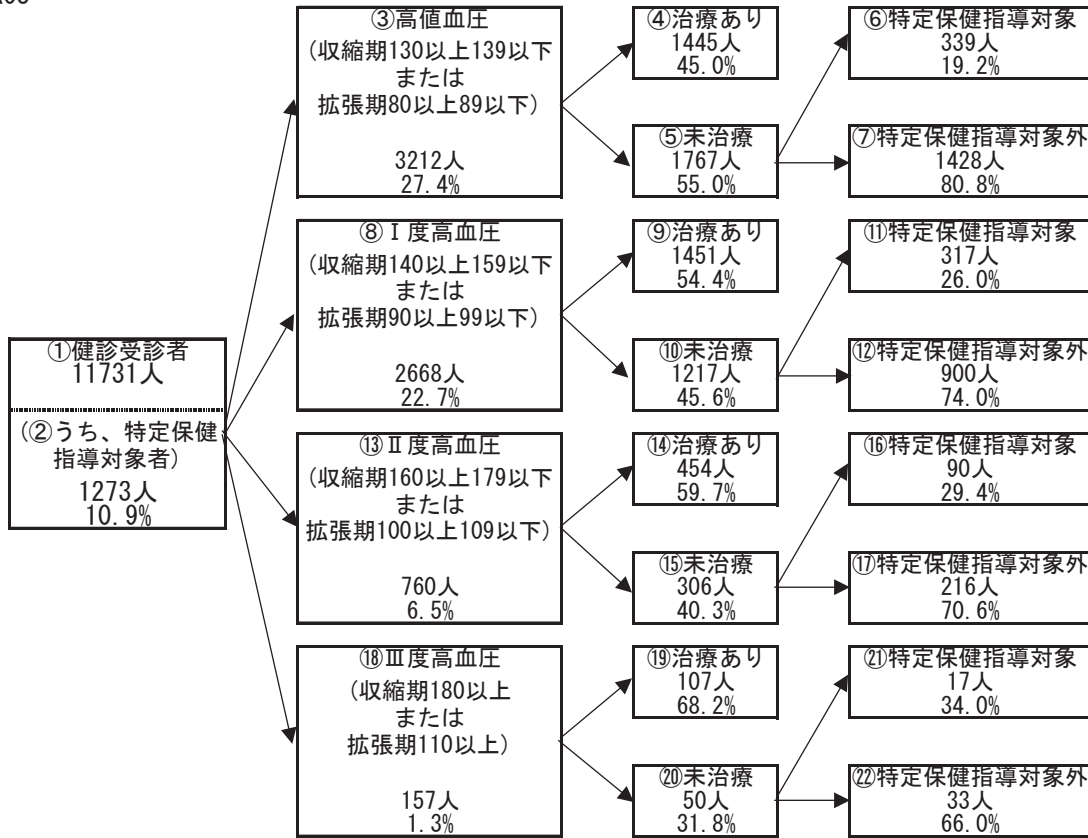 ③高値血圧
(収縮期130以上139以下
または
拡張期80以上89以下)
3212人
27.4%
④治療あり
1445人
45.0%
⑤未治療
1767人
55.0%
⑥特定保健指導対象
339人
19.2%
⑦特定保健指導対象外
1428人
80.8%
⑧Ⅰ度高血圧
(収縮期140以上159以下
または
拡張期90以上99以下)
2668人
22.7%
⑨治療あり
1451人
54.4%
⑩未治療
1217人
45.6%
⑪特定保健指導対象
317人
26.0%
⑫特定保健指導対象外
900人
74.0%
①健診受診者
11731人
(②うち、特定保健
指導対象者)
1273人
10.9%
⑬Ⅱ度高血圧
(収縮期160以上179以下
または
拡張期100以上109以下)
760人
6.5%
⑭治療あり
454人
59.7%
⑮未治療
306人
40.3%
⑯特定保健指導対象
90人
29.4%
⑰特定保健指導対象外
216人
70.6%
⑱Ⅲ度高血圧
(収縮期180以上
または
拡張期110以上)
157人
1.3%
⑲治療あり
107人
68.2%
⑳未治療
50人
31.8%
㉑特定保健指導対象
17人
34.0%
㉒特定保健指導対象外
33人
66.0%